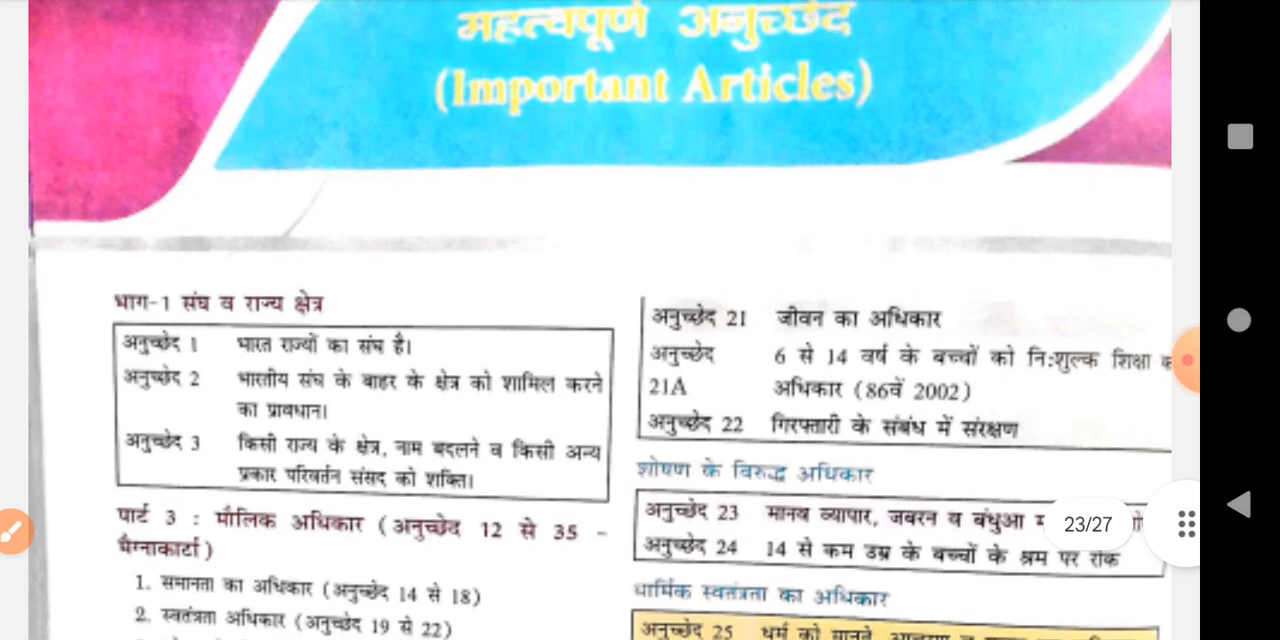 महत्वपूर्ण अनुच्छेद
(Important Articles)
भाग-1 संघ व राज्य क्षेत्र
अनुच्छेद 1 भारत राज्यों का संघ है।
अनुच्छेद 2 भारतीय संघ के बाहर के क्षेत्र को शामिल करने
का प्रावधान।
अनुच्छेद 3 किसी राज्य के क्षेत्र, नाम बदलने व किसी अन्य
प्रकार परिवर्तन संसद को शक्ति।
पार्ट 3 : मौलिक अधिकार (अनुच्छेद 12 से 35 -
मैग्नाकार्टा)
1. समानता का अधिकार (अनुच्छेद 14 से 18)
2. स्वतंत्रता अधिकार (अनुच्छेद 19 से 22)
अनुच्छेद 21 जीवन का अधिकार
अनुच्छेद 6 से 14 वर्ष के बच्चों को नि:शुल्क शिक्षा
21A अधिकार (86वें 2002)
अनुच्छेद 22 गिरफ्तारी के संबंध में संरक्षण
शोषण के विरुद्ध अधिकार
अनुच्छेद 23 मानव व्यापार, जबरन व बंधुआ
अनुच्छेद 24 14 से कम उम्र के बच्चों के श्रम पर रोक
धार्मिक स्वतंत्रता का अधिकार
अनुच्छेद 25 धर्म को मानने,
23/27